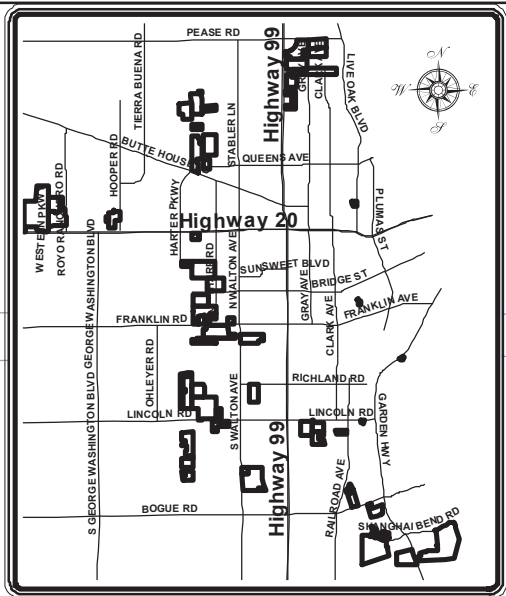 PEASE RD
TIERRA BUENA RD
Highway 99
CLARK AVE
LIVE OAK BLVD
N
W
E
S
HOOPER RD
BUTTE HOUSE
STABLER LN
QUEENS AVE
WESTERN PKWY
GEORGE WASHINGTON BLVD
HARTER PKWY
Highway 20
PLUMAS ST
N WALTON AVE
SUNSWEET BLVD
BRIDGE ST
GRAY AVE
FRANKLIN RD
CLARK AVE
FRANKLIN AVE
OHLEYER RD
S WALTON AVE
RICHLAND RD
LINCOLN RD
LINCOLN RD
GARDEN HWY
S GEORGE WASHINGTON BLVD
Highway 99
RAILROAD AVE
BOGUE RD
SHANGHAI BEND RD